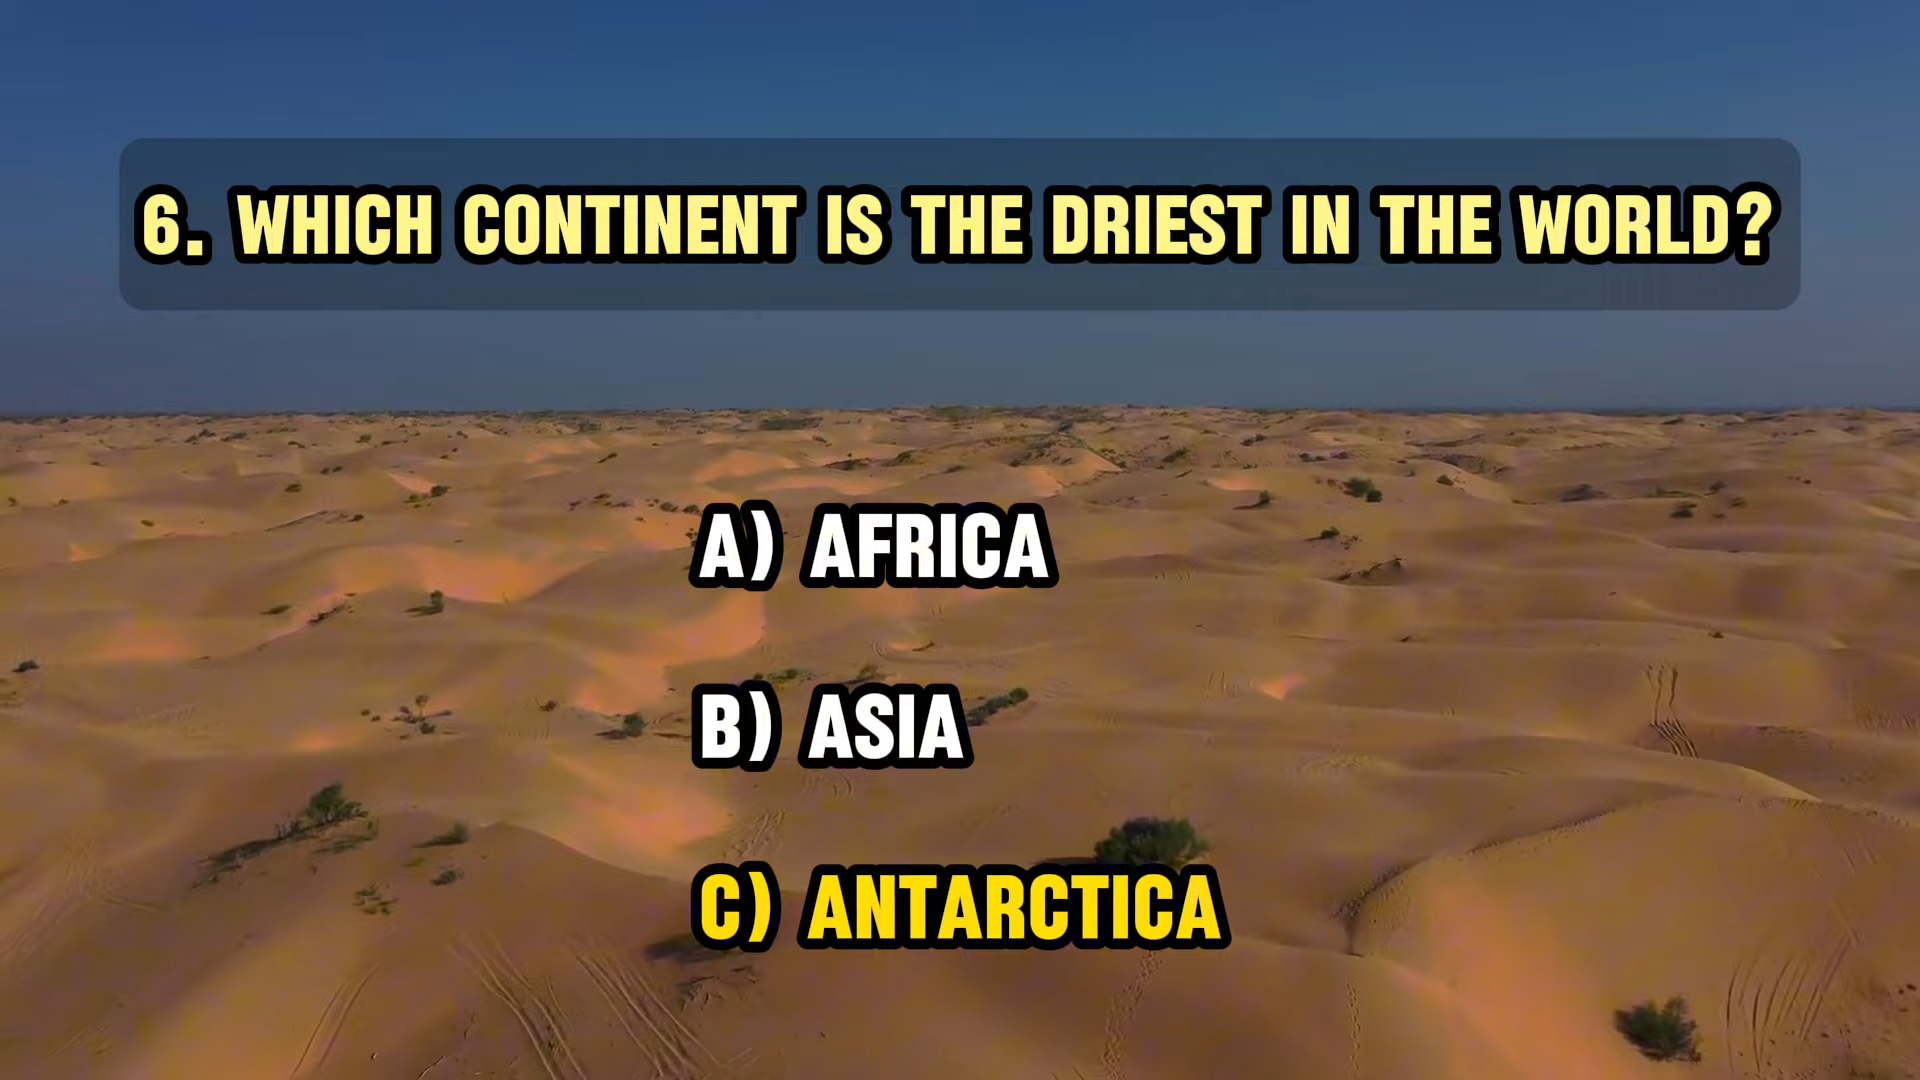 6. WHICH CONTINENT IS THE DRIEST IN THE WORLD?
A) AFRICA
B) ASIA
C) ANTARCTICA